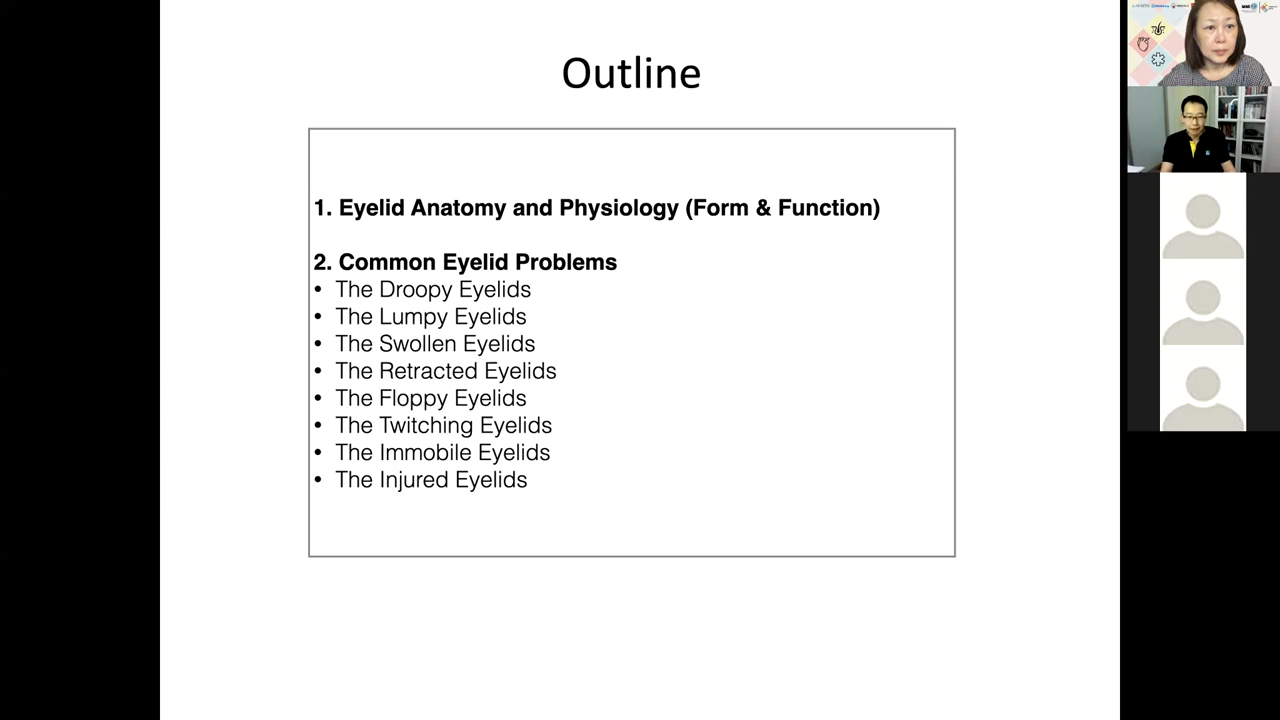 Outline
1. Eyelid Anatomy and Physiology (Form & Function)
2. Common Eyelid Problems
• The Droopy Eyelids
• The Lumpy Eyelids
• The Swollen Eyelids
• The Retracted Eyelids
• The Floppy Eyelids
• The Twitching Eyelids
• The Immobile Eyelids
• The Injured Eyelids